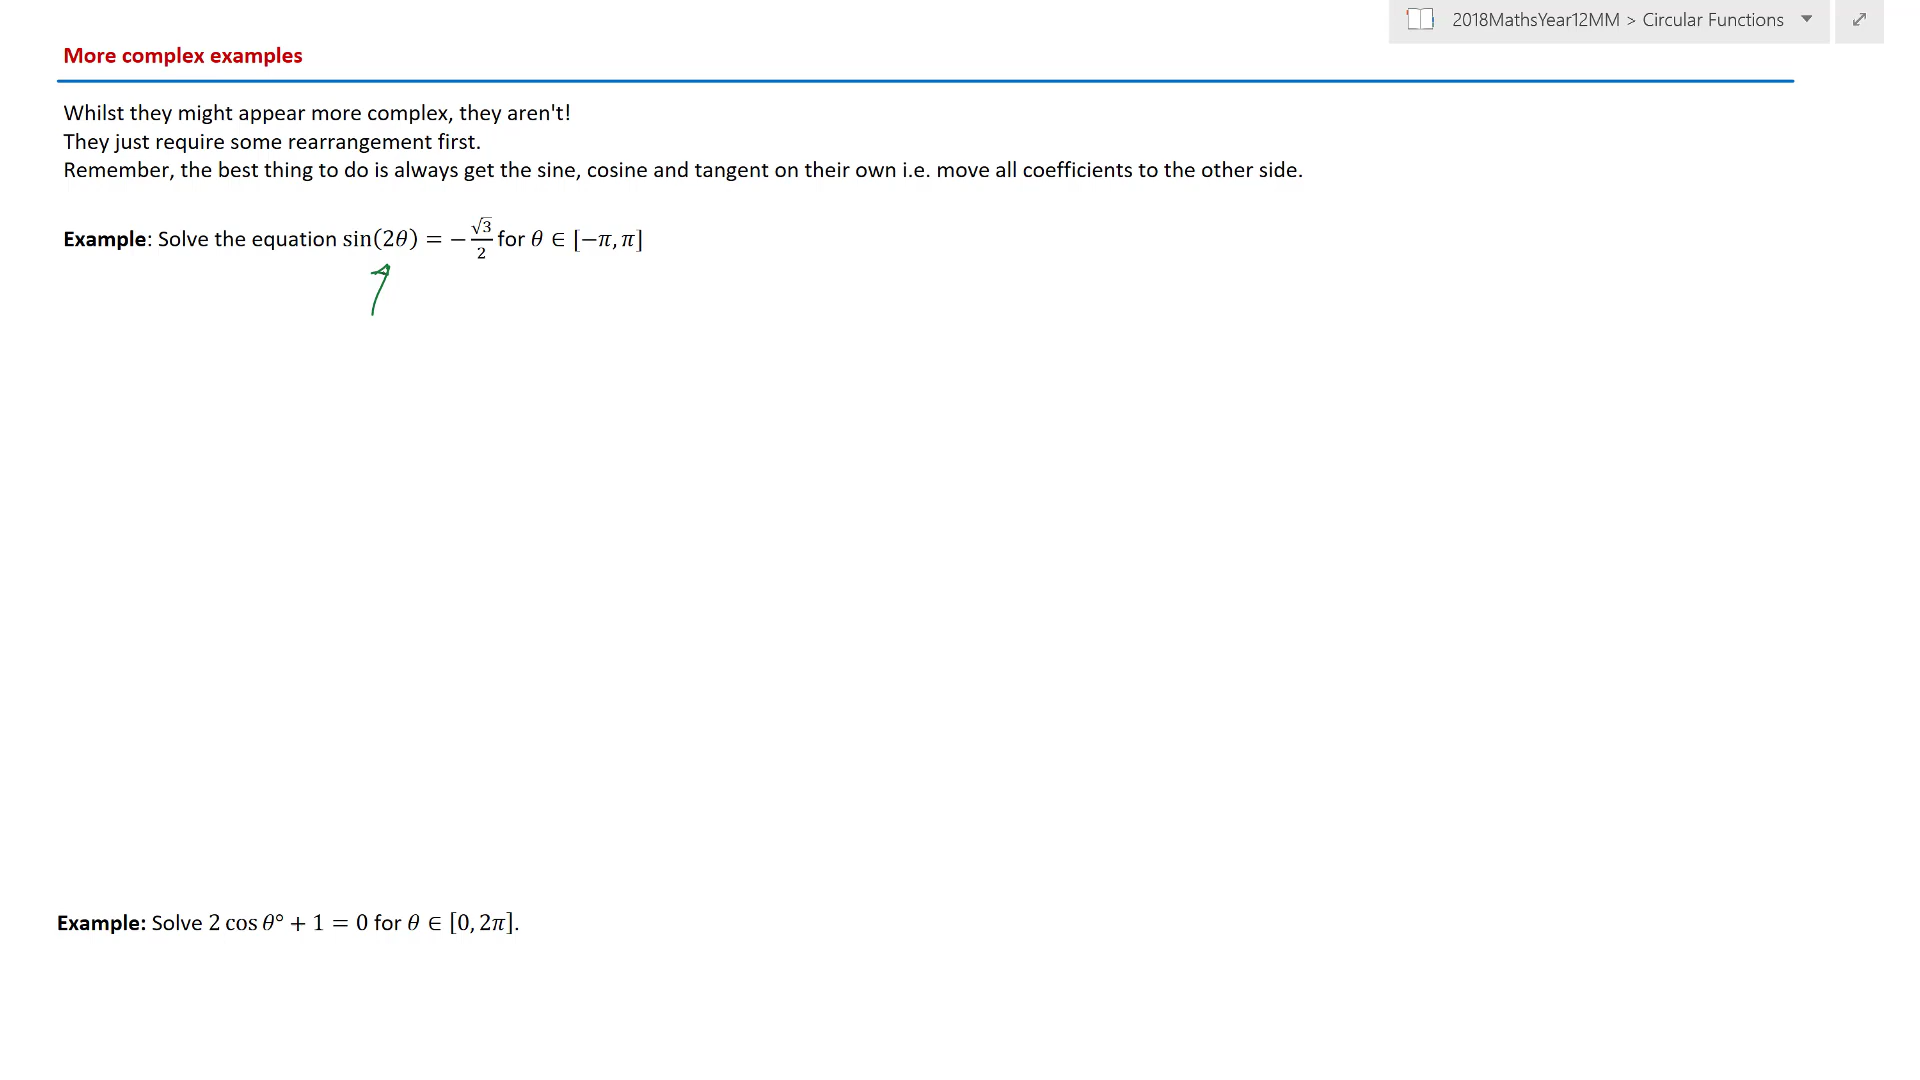 2018MathsYear12MM > Circular Functions
More complex examples
Whilst they might appear more complex, they aren't!
They just require some rearrangement first.
Remember, the best thing to do is always get the sine, cosine and tangent on their own i.e. move all coefficients to the other side.
Example: Solve the equation sin(2θ) = −√3/2 for θ ∈ [−π, π]
Example: Solve 2 cos θ° + 1 = 0 for θ ∈ [0, 2π].